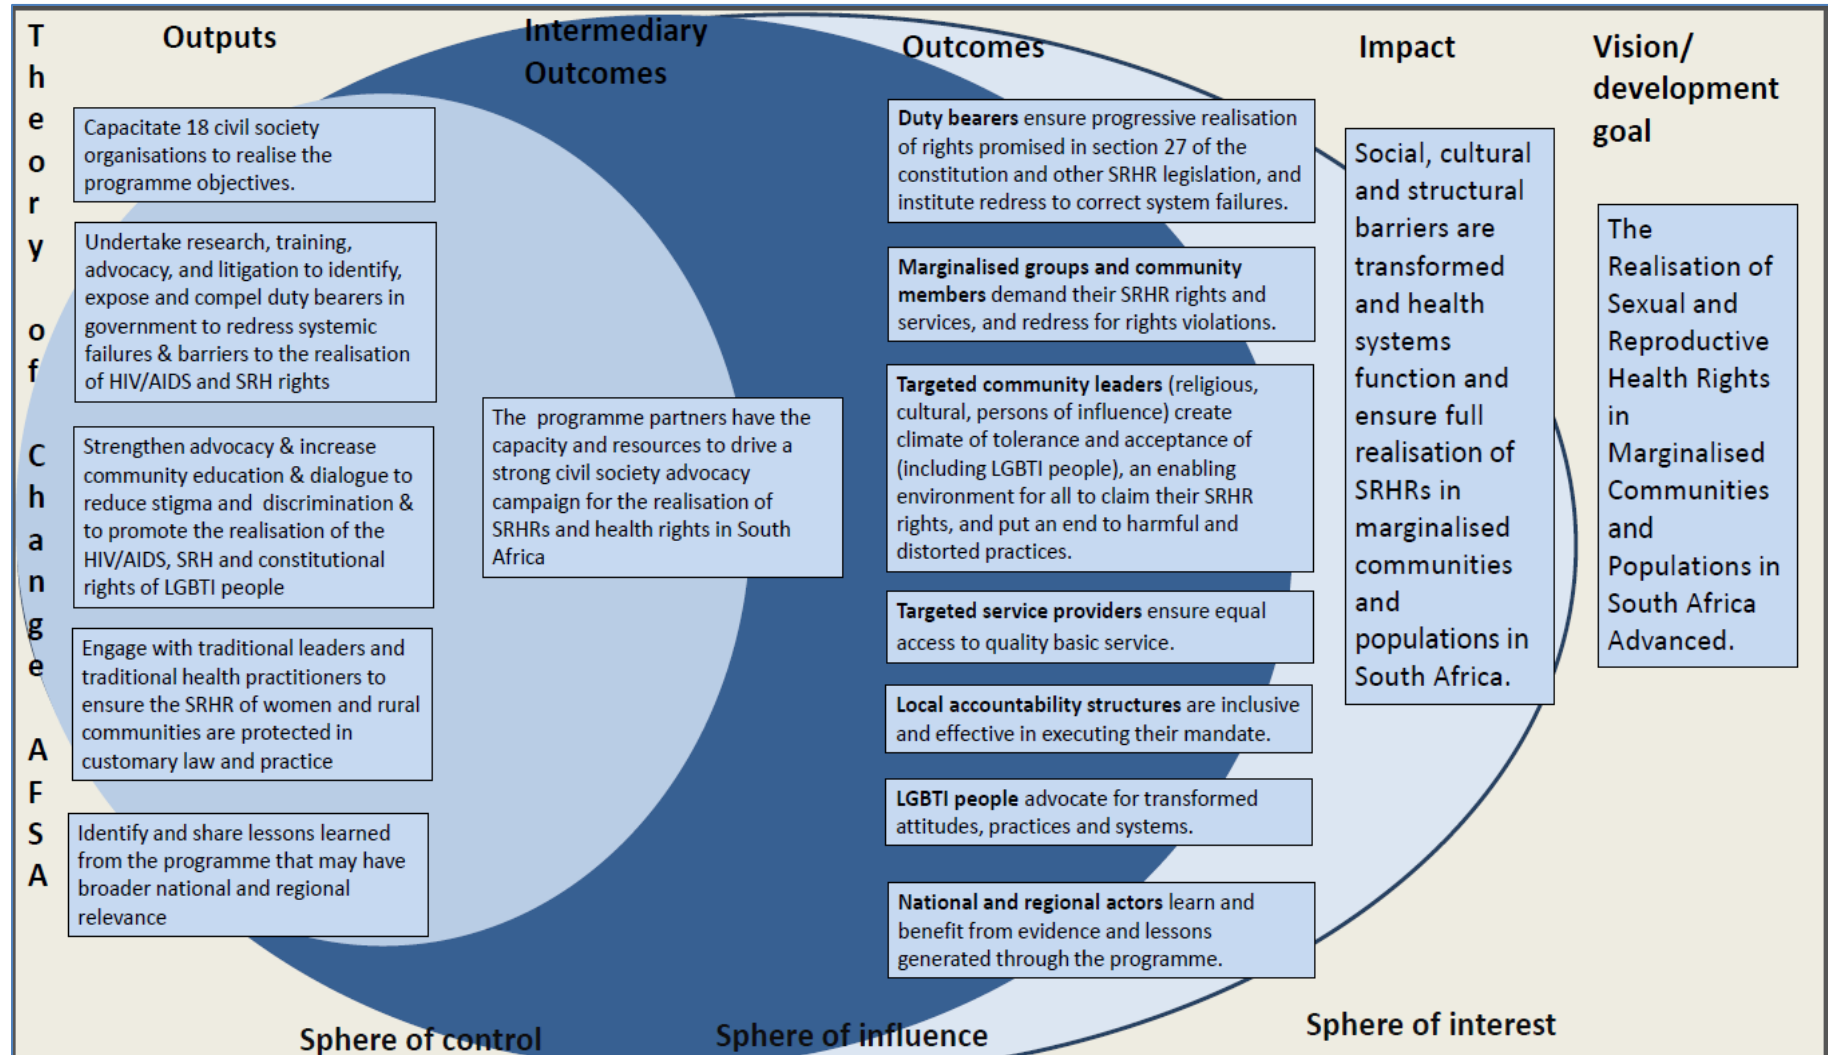 Theory of Change AFSA
Outputs
Capacitate 18 civil society
organisations to realise the
programme objectives.
Undertake research, training,
advocacy, and litigation to identify,
expose and compel duty bearers in
government to redress systemic
failures & barriers to the realisation
of HIV/AIDS and SRH rights
Strengthen advocacy & increase
community education & dialogue to
reduce stigma and discrimination &
to promote the realisation of the
HIV/AIDS, SRH and constitutional
rights of LGBTI people
Engage with traditional leaders and
traditional health practitioners to
ensure the SRHR of women and rural
communities are protected in
customary law and practice
Identify and share lessons learned
from the programme that may have
broader national and regional
relevance
Intermediary
Outcomes
The programme partners have the
capacity and resources to drive a
strong civil society advocacy
campaign for the realisation of
SRHRs and health rights in South
Africa
Outcomes
Duty bearers ensure progressive realisation
of rights promised in section 27 of the
constitution and other SRHR legislation, and
institute redress to correct system failures.
Marginalised groups and community
members demand their SRHR rights and
services, and redress for rights violations.
Targeted community leaders (religious,
cultural, persons of influence) create
climate of tolerance and acceptance of
(including LGBTI people), an enabling
environment for all to claim their SRHR
rights, and put an end to harmful and
distorted practices.
Targeted service providers ensure equal
access to quality basic service.
Local accountability structures are inclusive
and effective in executing their mandate.
LGBTI people advocate for transformed
attitudes, practices and systems.
National and regional actors learn and
benefit from evidence and lessons
generated through the programme.
Impact
Social, cultural
and structural
barriers are
transformed
and health
systems
function and
ensure full
realisation of
SRHRs in
marginalised
communities
and
populations in
South Africa.
Vision/
development
goal
The
Realisation of
Sexual and
Reproductive
Health Rights
in
Marginalised
Communities
and
Populations in
South Africa
Advanced.
Sphere of control
Sphere of influence
Sphere of interest